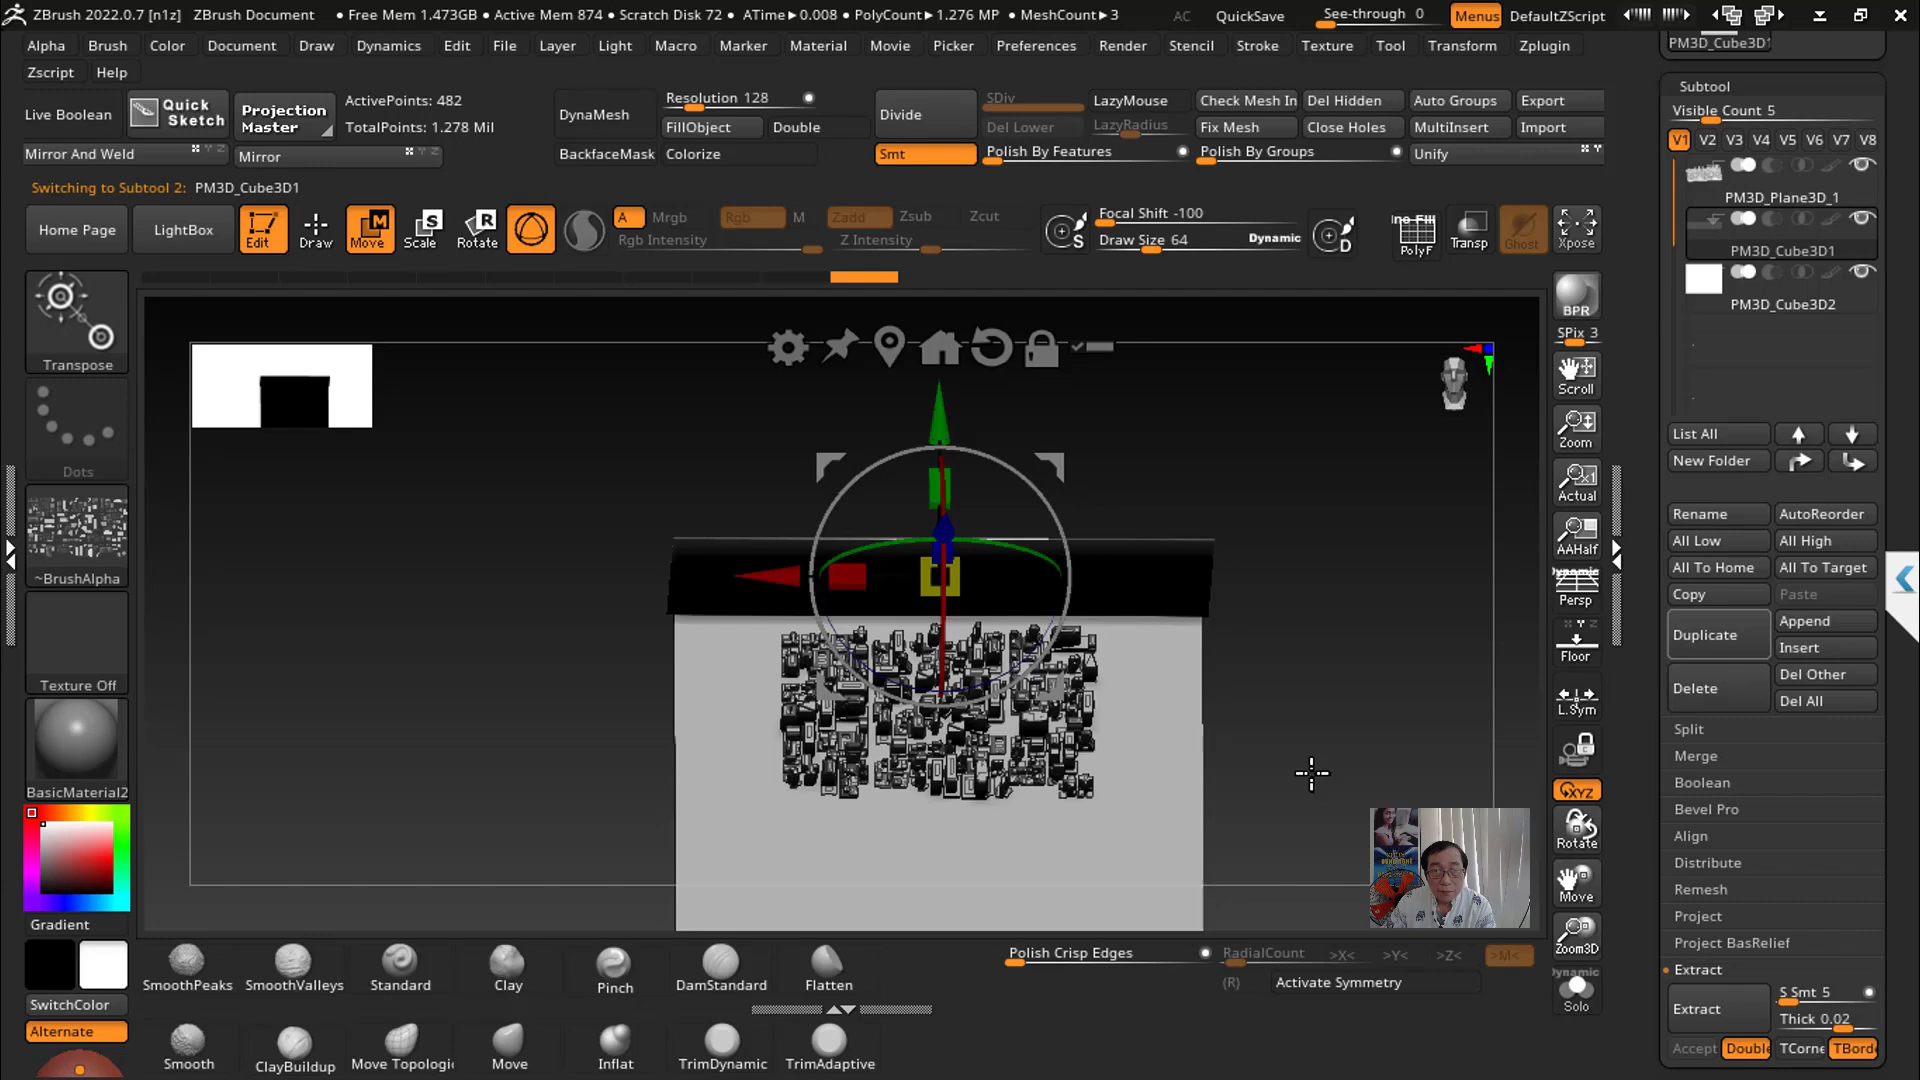 ZBrush 2022.0.7 [n1z] ZBrush Document • Free Mem 1.473GB • Active Mem 874 • Scratch Disk 72 • ATime►0.008 • PolyCount►1.276 MP • MeshCount►3 AC QuickSave See-through 0 Menus DefaultZScript
Alpha Brush Color Document Draw Dynamics Edit File Layer Light Macro Marker Material Movie Picker Preferences Render Stencil Stroke Texture Tool Transform Zplugin
Zscript Help
PM3D_Cube3D1
Live Boolean Quick Sketch Projection Master ActivePoints: 482 TotalPoints: 1.278 Mil
DynaMesh Resolution 128 FillObject Double BackfaceMask Colorize
Divide Smt SDiv Del Lower LazyMouse LazyRadius Check Mesh In Fix Mesh Del Hidden Close Holes Auto Groups MultiInsert Export Import
Mirror And Weld Mirror Polish By Features Polish By Groups Unify
Switching to Subtool 2: PM3D_Cube3D1
Home Page LightBox Edit Draw Move Scale Rotate A Mrgb Rgb M Zadd Zsub Zcut
Rgb Intensity Z Intensity
S Focal Shift -100 Draw Size 64 Dynamic D PolyF Transp Ghost Xpose
Transpose
Dots
~BrushAlpha
Texture Off
BasicMaterial2
Gradient
SwitchColor
Alternate
BPR
SPix 3
Scroll
Zoom
Actual
AAHalf
Dynamic
Persp
Floor
L.Sym
XYZ
Rotate
Move
Zoom3D
Dynamic
Solo
Subtool
Visible Count 5
V1 V2 V3 V4 V5 V6 V7 V8
PM3D_Plane3D_1
PM3D_Cube3D1
PM3D_Cube3D2
List All
New Folder
Rename AutoReorder
All Low All High
All To Home All To Target
Copy Paste
Duplicate Append
Insert
Delete Del Other
Del All
Split
Merge
Boolean
Bevel Pro
Align
Distribute
Remesh
Project
Project BasRelief
Extract
Extract S Smt 5
Thick 0.02
Accept Double TCorne TBord
SmoothPeaks SmoothValleys Standard Clay Pinch DamStandard Flatten
Polish Crisp Edges RadialCount >X< >Y< >Z< >M<
(R) Activate Symmetry
Smooth ClayBuildup Move Topologic Move Inflat TrimDynamic TrimAdaptive